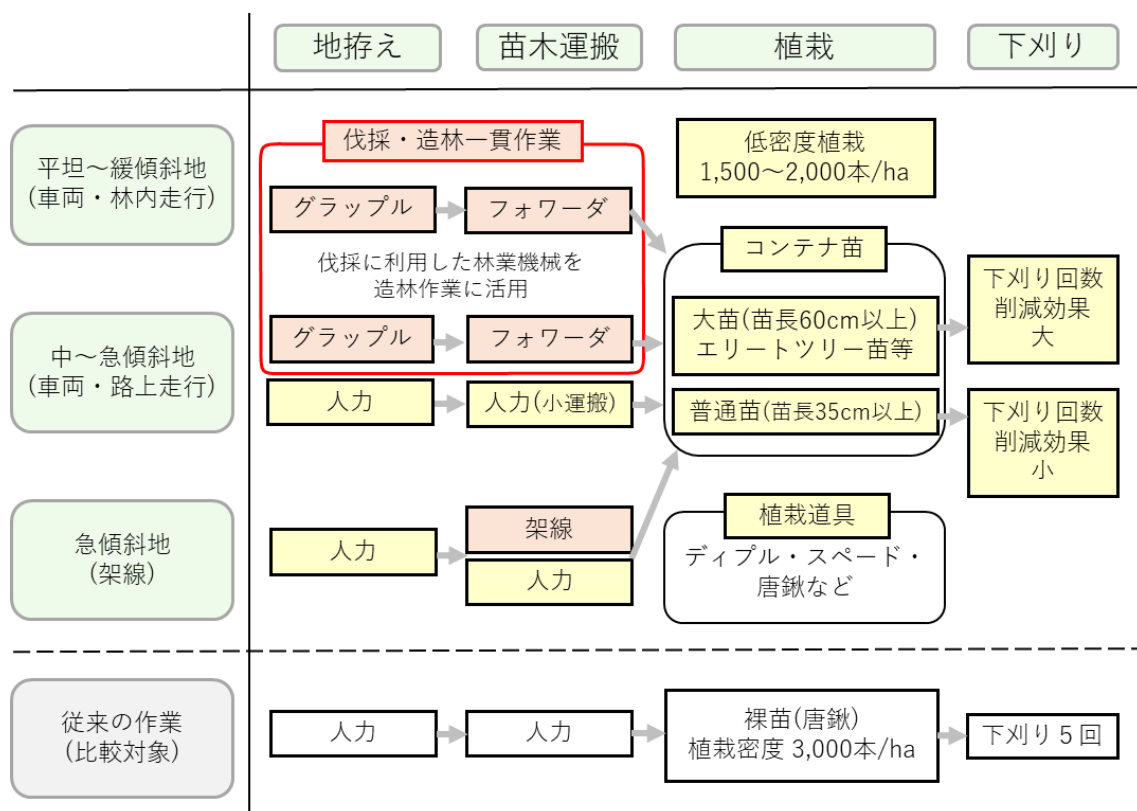 地拵え
苗木運搬
植栽
下刈り
平坦～緩傾斜地
(車両・林内走行)
伐採・造林一貫作業
低密度植栽
1,500～2,000本/ha
グラップル
フォワーダ
伐採に利用した林業機械を
造林作業に活用
コンテナ苗
下刈り回数
削減効果
大
中～急傾斜地
(車両・路上走行)
グラップル
フォワーダ
大苗(苗長60cm以上)
エリートツリー苗等
人力
人力(小運搬)
普通苗(苗長35cm以上)
下刈り回数
削減効果
小
急傾斜地
(架線)
人力
架線
人力
植栽道具
ディブル・スペード・
唐鍬など
従来の作業
(比較対象)
人力
人力
裸苗(唐鍬)
植栽密度 3,000本/ha
下刈り５回